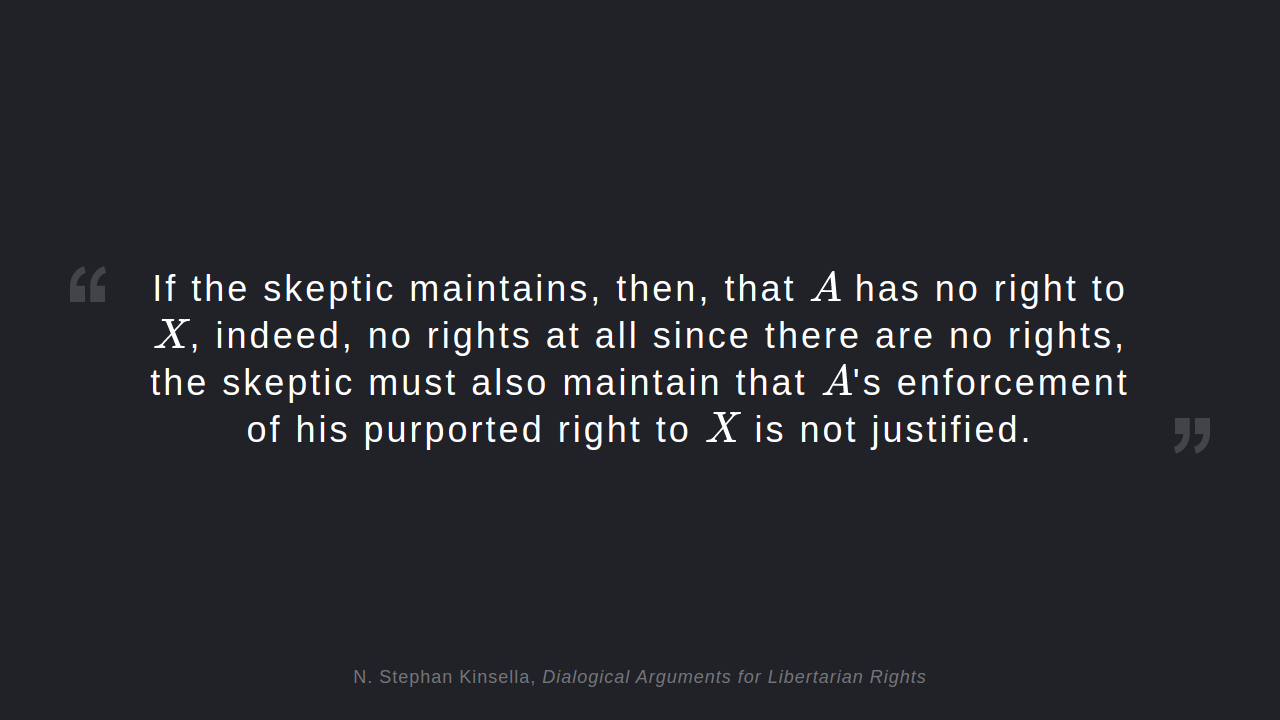 “
If the skeptic maintains, then, that A has no right to
X, indeed, no rights at all since there are no rights,
the skeptic must also maintain that A's enforcement
of his purported right to X is not justified.
”
N. Stephan Kinsella, Dialogical Arguments for Libertarian Rights